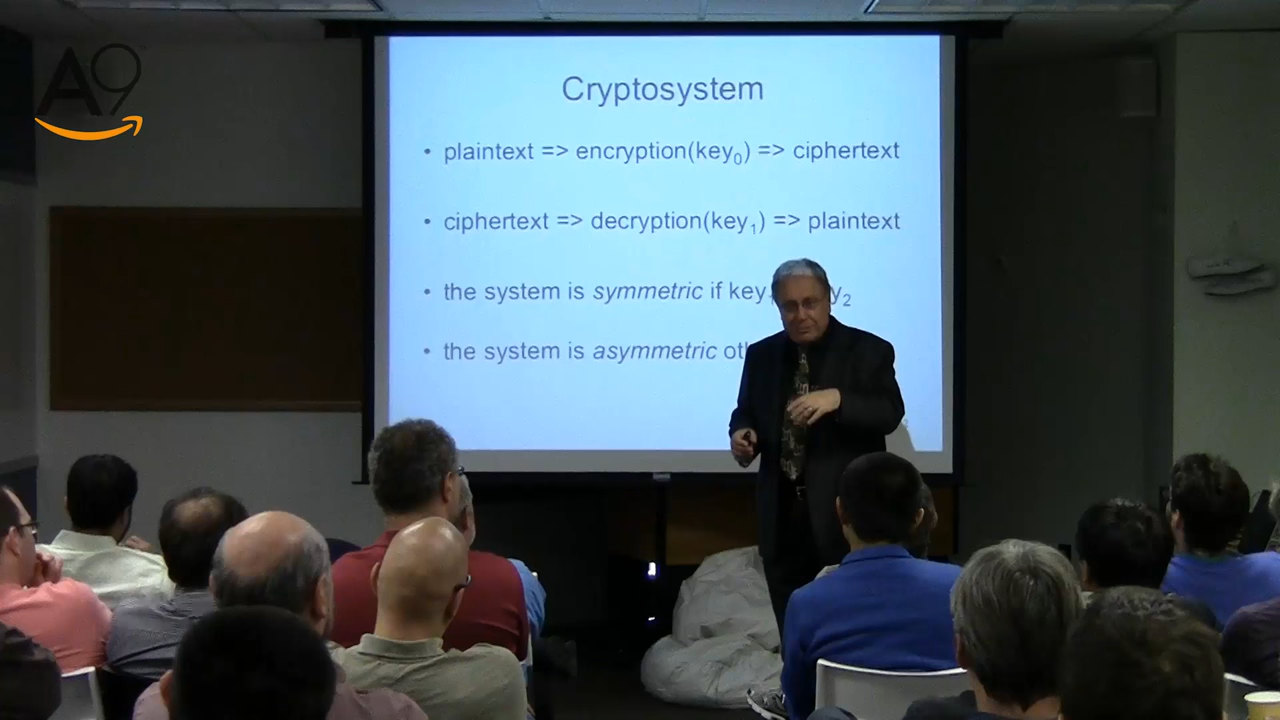 A9
Cryptosystem
• plaintext => encryption(key₀) => ciphertext
• ciphertext => decryption(key₁) => plaintext
• the system is symmetric if key y₂
• the system is asymmetric ot